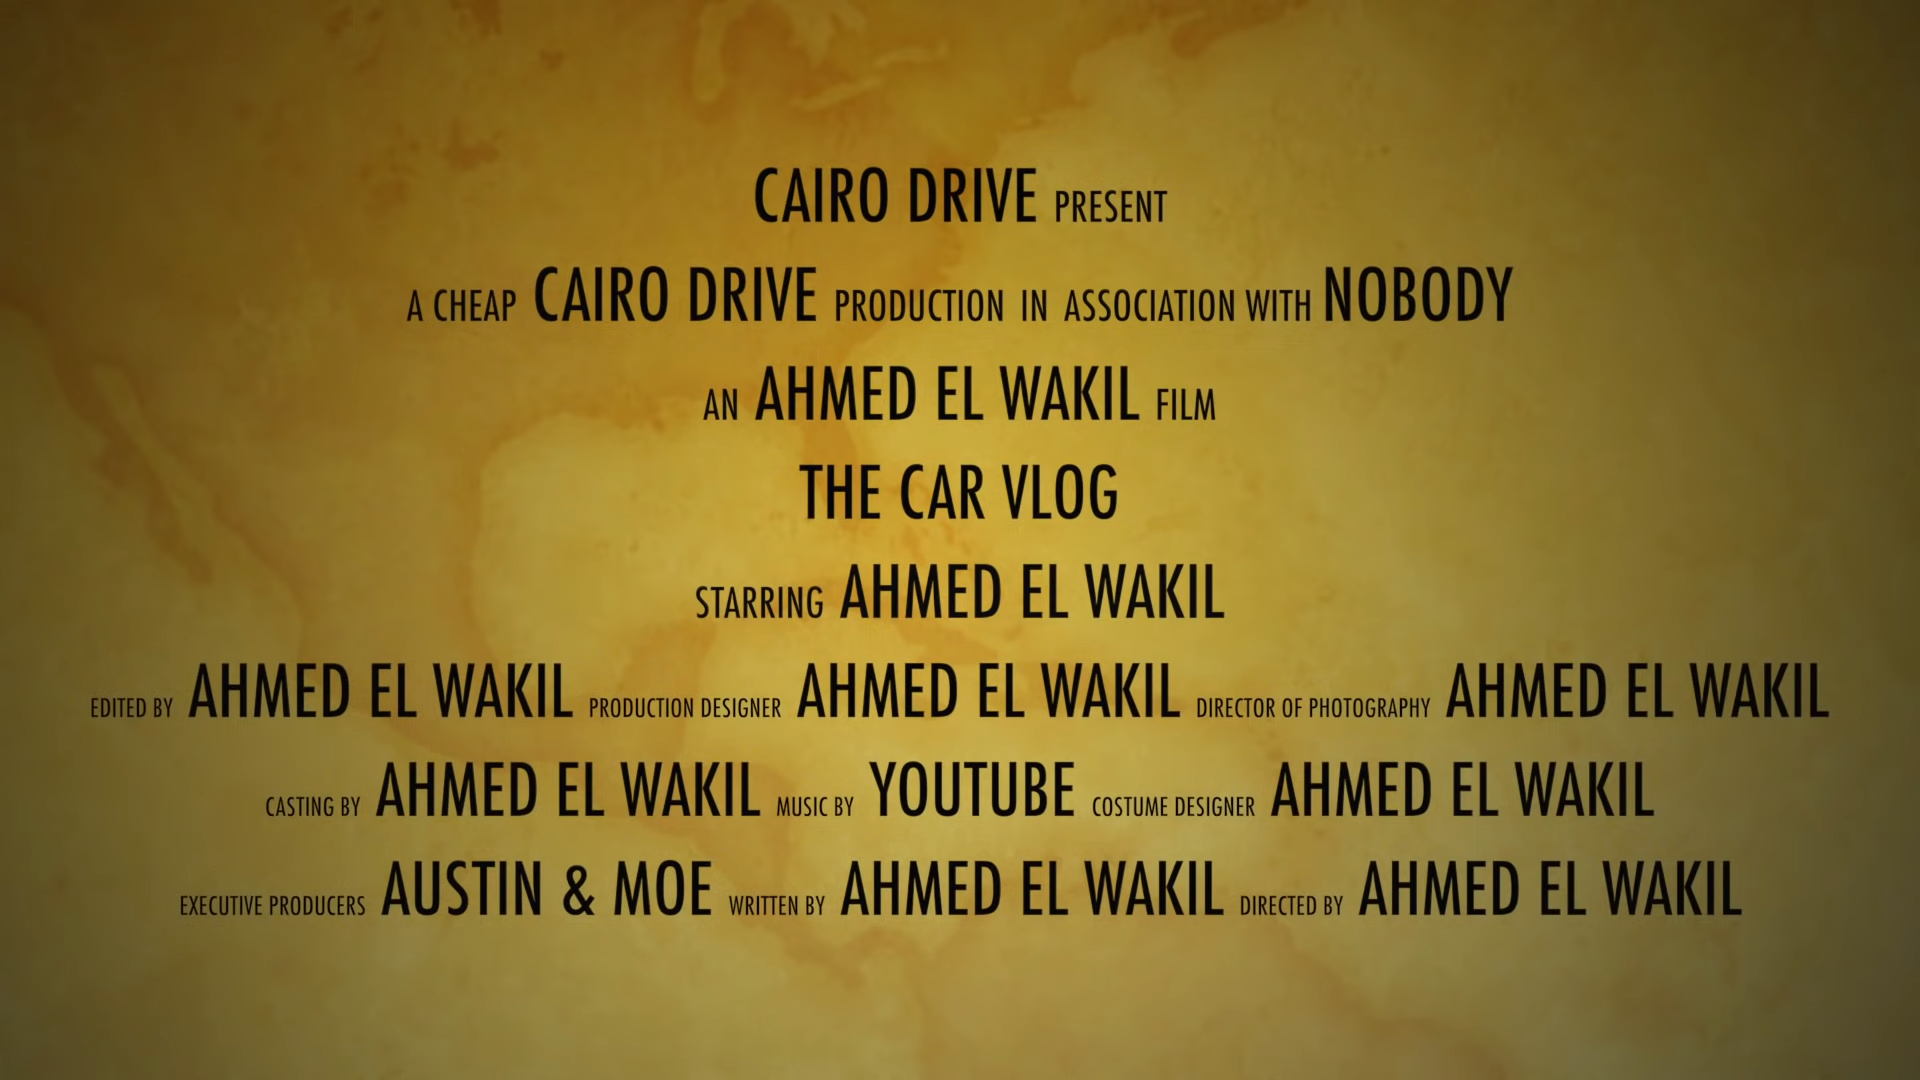 CAIRO DRIVE PRESENT
A CHEAP CAIRO DRIVE PRODUCTION IN ASSOCIATION WITH NOBODY
AN AHMED EL WAKIL FILM
THE CAR VLOG
STARRING AHMED EL WAKIL
EDITED BY AHMED EL WAKIL PRODUCTION DESIGNER AHMED EL WAKIL DIRECTOR OF PHOTOGRAPHY AHMED EL WAKIL
CASTING BY AHMED EL WAKIL MUSIC BY YOUTUBE COSTUME DESIGNER AHMED EL WAKIL
EXECUTIVE PRODUCERS AUSTIN & MOE WRITTEN BY AHMED EL WAKIL DIRECTED BY AHMED EL WAKIL